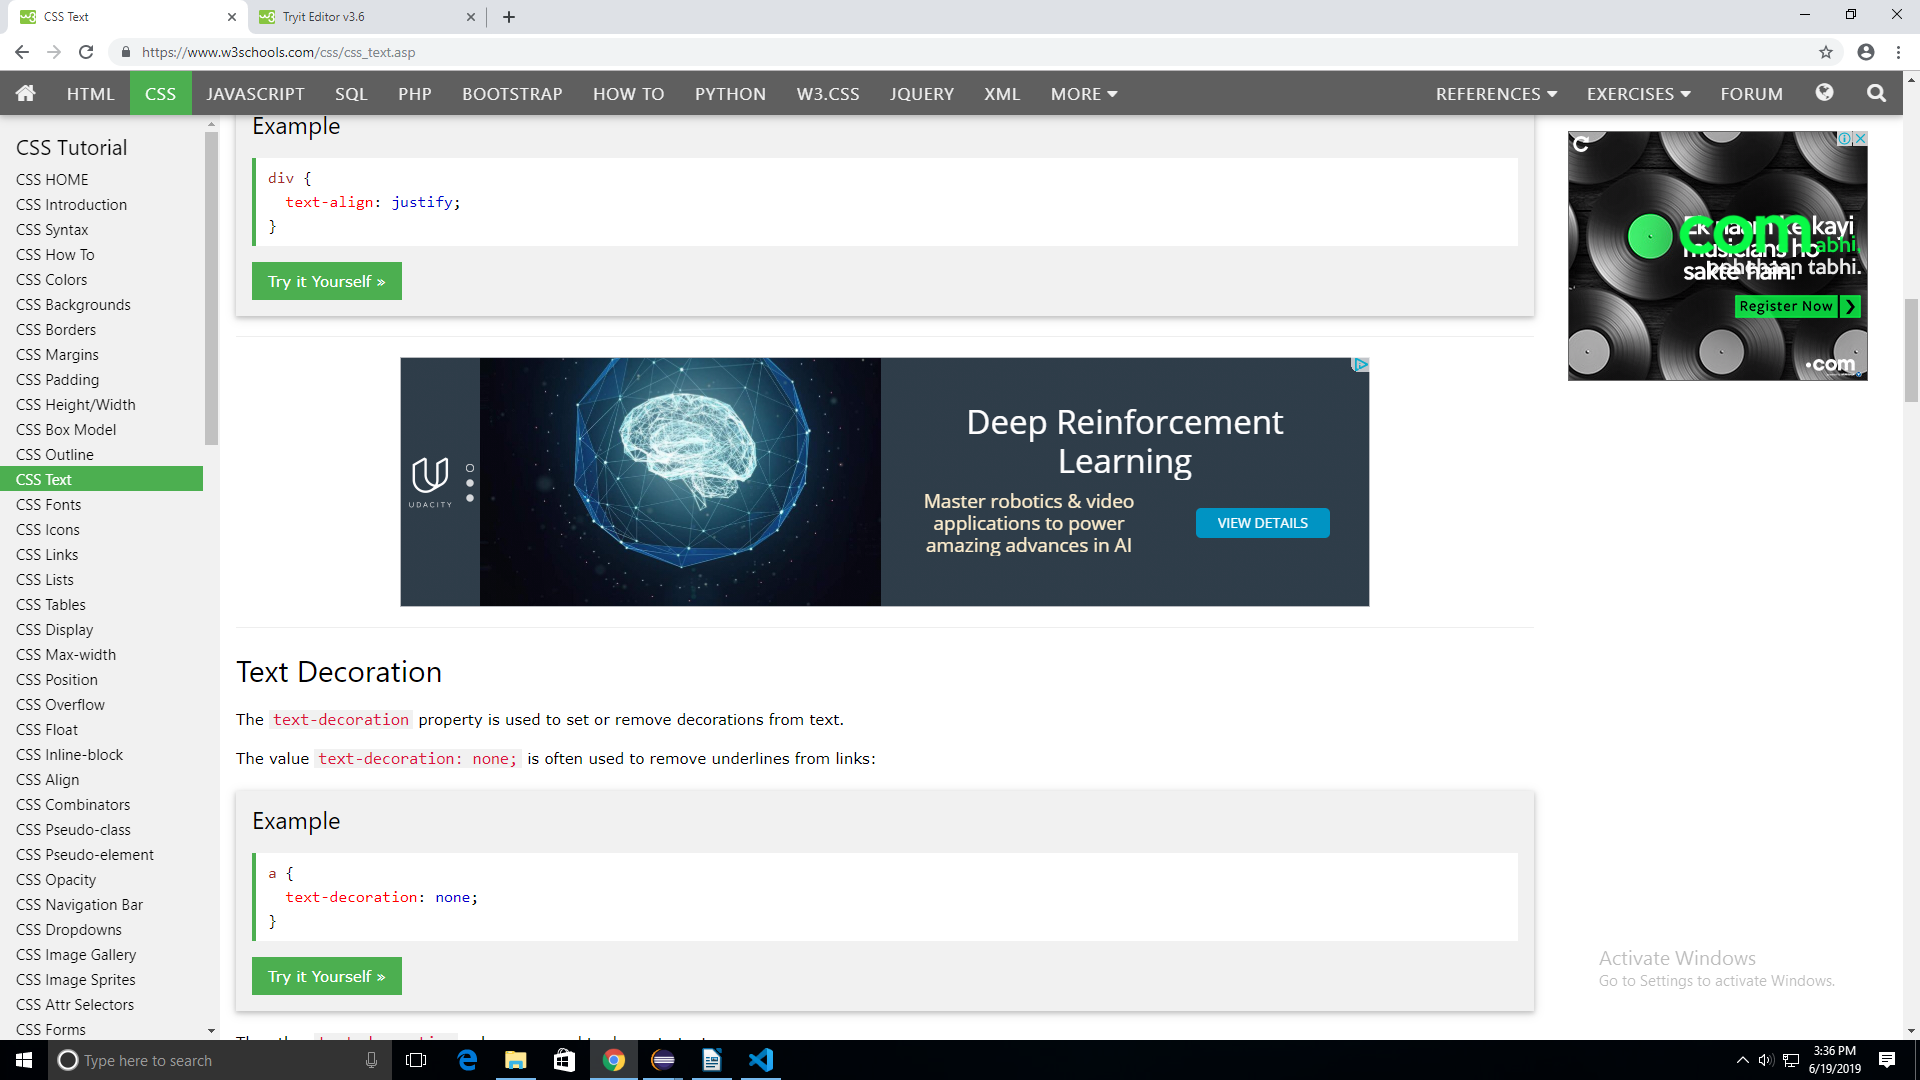 CSS Text
Tryit Editor v3.6
https://www.w3schools.com/css/css_text.asp
HTML CSS JAVASCRIPT SQL PHP BOOTSTRAP HOW TO PYTHON W3.CSS JQUERY XML MORE REFERENCES EXERCISES FORUM
CSS Tutorial
CSS HOME
CSS Introduction
CSS Syntax
CSS How To
CSS Colors
CSS Backgrounds
CSS Borders
CSS Margins
CSS Padding
CSS Height/Width
CSS Box Model
CSS Outline
CSS Text
CSS Fonts
CSS Icons
CSS Links
CSS Lists
CSS Tables
CSS Display
CSS Max-width
CSS Position
CSS Overflow
CSS Float
CSS Inline-block
CSS Align
CSS Combinators
CSS Pseudo-class
CSS Pseudo-element
CSS Opacity
CSS Navigation Bar
CSS Dropdowns
CSS Image Gallery
CSS Image Sprites
CSS Attr Selectors
CSS Forms
Example
div {
text-align: justify;
}
Try it Yourself »
UDACITY
Deep Reinforcement
Learning
Master robotics & video
applications to power
amazing advances in AI
VIEW DETAILS
Text Decoration
The text-decoration property is used to set or remove decorations from text.
The value text-decoration: none; is often used to remove underlines from links:
Example
a {
text-decoration: none;
}
Try it Yourself »
Ek naam ke kayi
com
abhi,
musicians ho
sakte hain.
tabhi.
Register Now
.com
Activate Windows
Go to Settings to activate Windows.
Type here to search
3:36 PM
6/19/2019